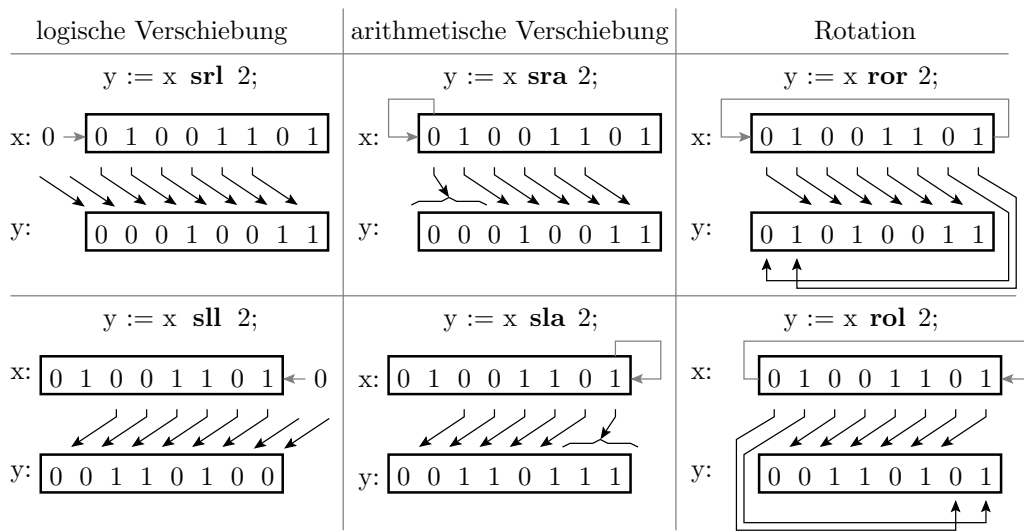 logische Verschiebung
arithmetische Verschiebung
Rotation
y := x srl 2;
x: 0 0 1 0 0 1 1 0 1
y: 0 0 0 1 0 0 1 1
y := x sra 2;
x: 0 1 0 0 1 1 0 1
y: 0 0 0 1 0 0 1 1
y := x ror 2;
x: 0 1 0 0 1 1 0 1
y: 0 1 0 1 0 0 1 1
y := x sll 2;
x: 0 1 0 0 1 1 0 1 0
y: 0 0 1 1 0 1 0 0
y := x sla 2;
x: 0 1 0 0 1 1 0 1
y: 0 0 1 1 0 1 1 1
y := x rol 2;
x: 0 1 0 0 1 1 0 1
y: 0 0 1 1 0 1 0 1